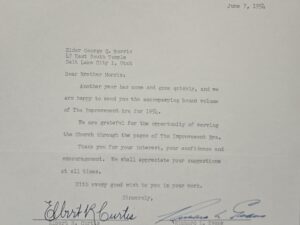 June 7, 1954
Elder George Q. Morris
47 East South Temple
Salt Lake City 1, Utah
Dear Brother Morris:
Another year has come and gone quickly, and we
are happy to send you the accompanying bound volume
of The Improvement Era for 1954.
We are grateful for the opportunity of serving
the Church through the pages of The Improvement Era.
Thank you for your interest, your confidence and
encouragement. We shall appreciate your suggestions
at all times.
With every good wish to you in your work.
Sincerely,
Elbert R. Curtis
Elbert R. Curtis